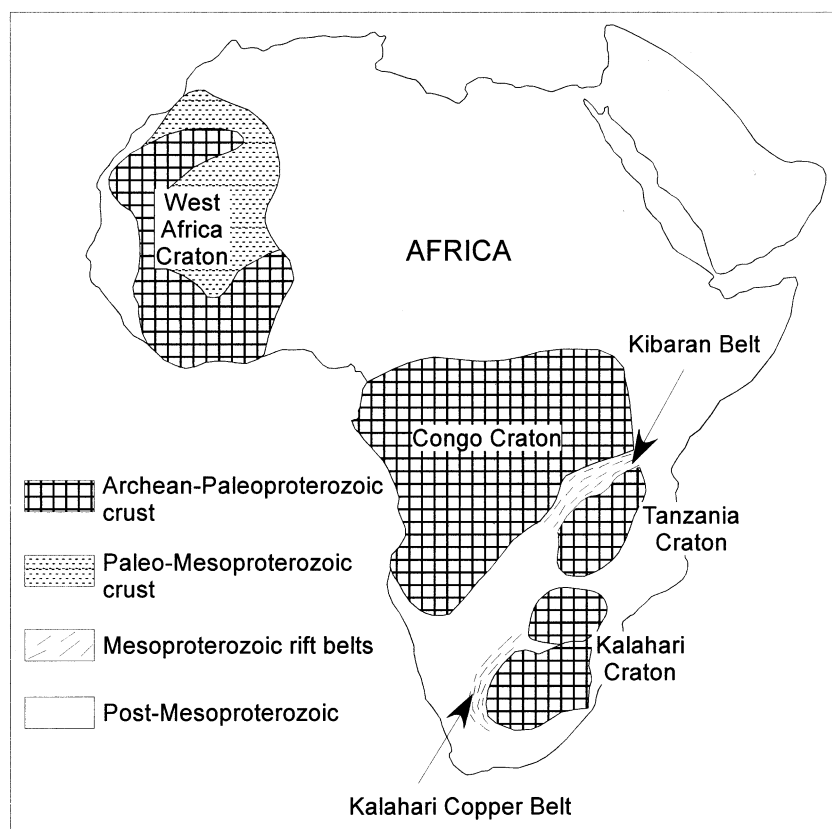 West
Africa
Craton
AFRICA
Kibaran Belt
Congo Craton
Archean-Paleoproterozoic
crust
Tanzania
Craton
Paleo-Mesoproterozoic
crust
Mesoproterozoic rift belts
Kalahari
Craton
Post-Mesoproterozoic
Kalahari Copper Belt